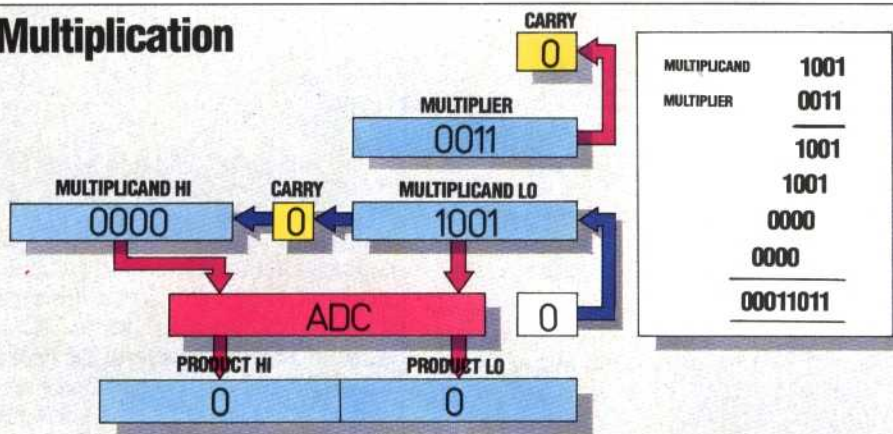 Multiplication
CARRY
0
MULTIPLIER
0011
MULTIPLICAND HI
CARRY
MULTIPLICAND LO
0000
0
1001
ADC
0
PRODUCT HI
PRODUCT LO
0
0
MULTIPLICAND 1001
MULTIPLIER 0011
1001
1001
0000
0000
00011011